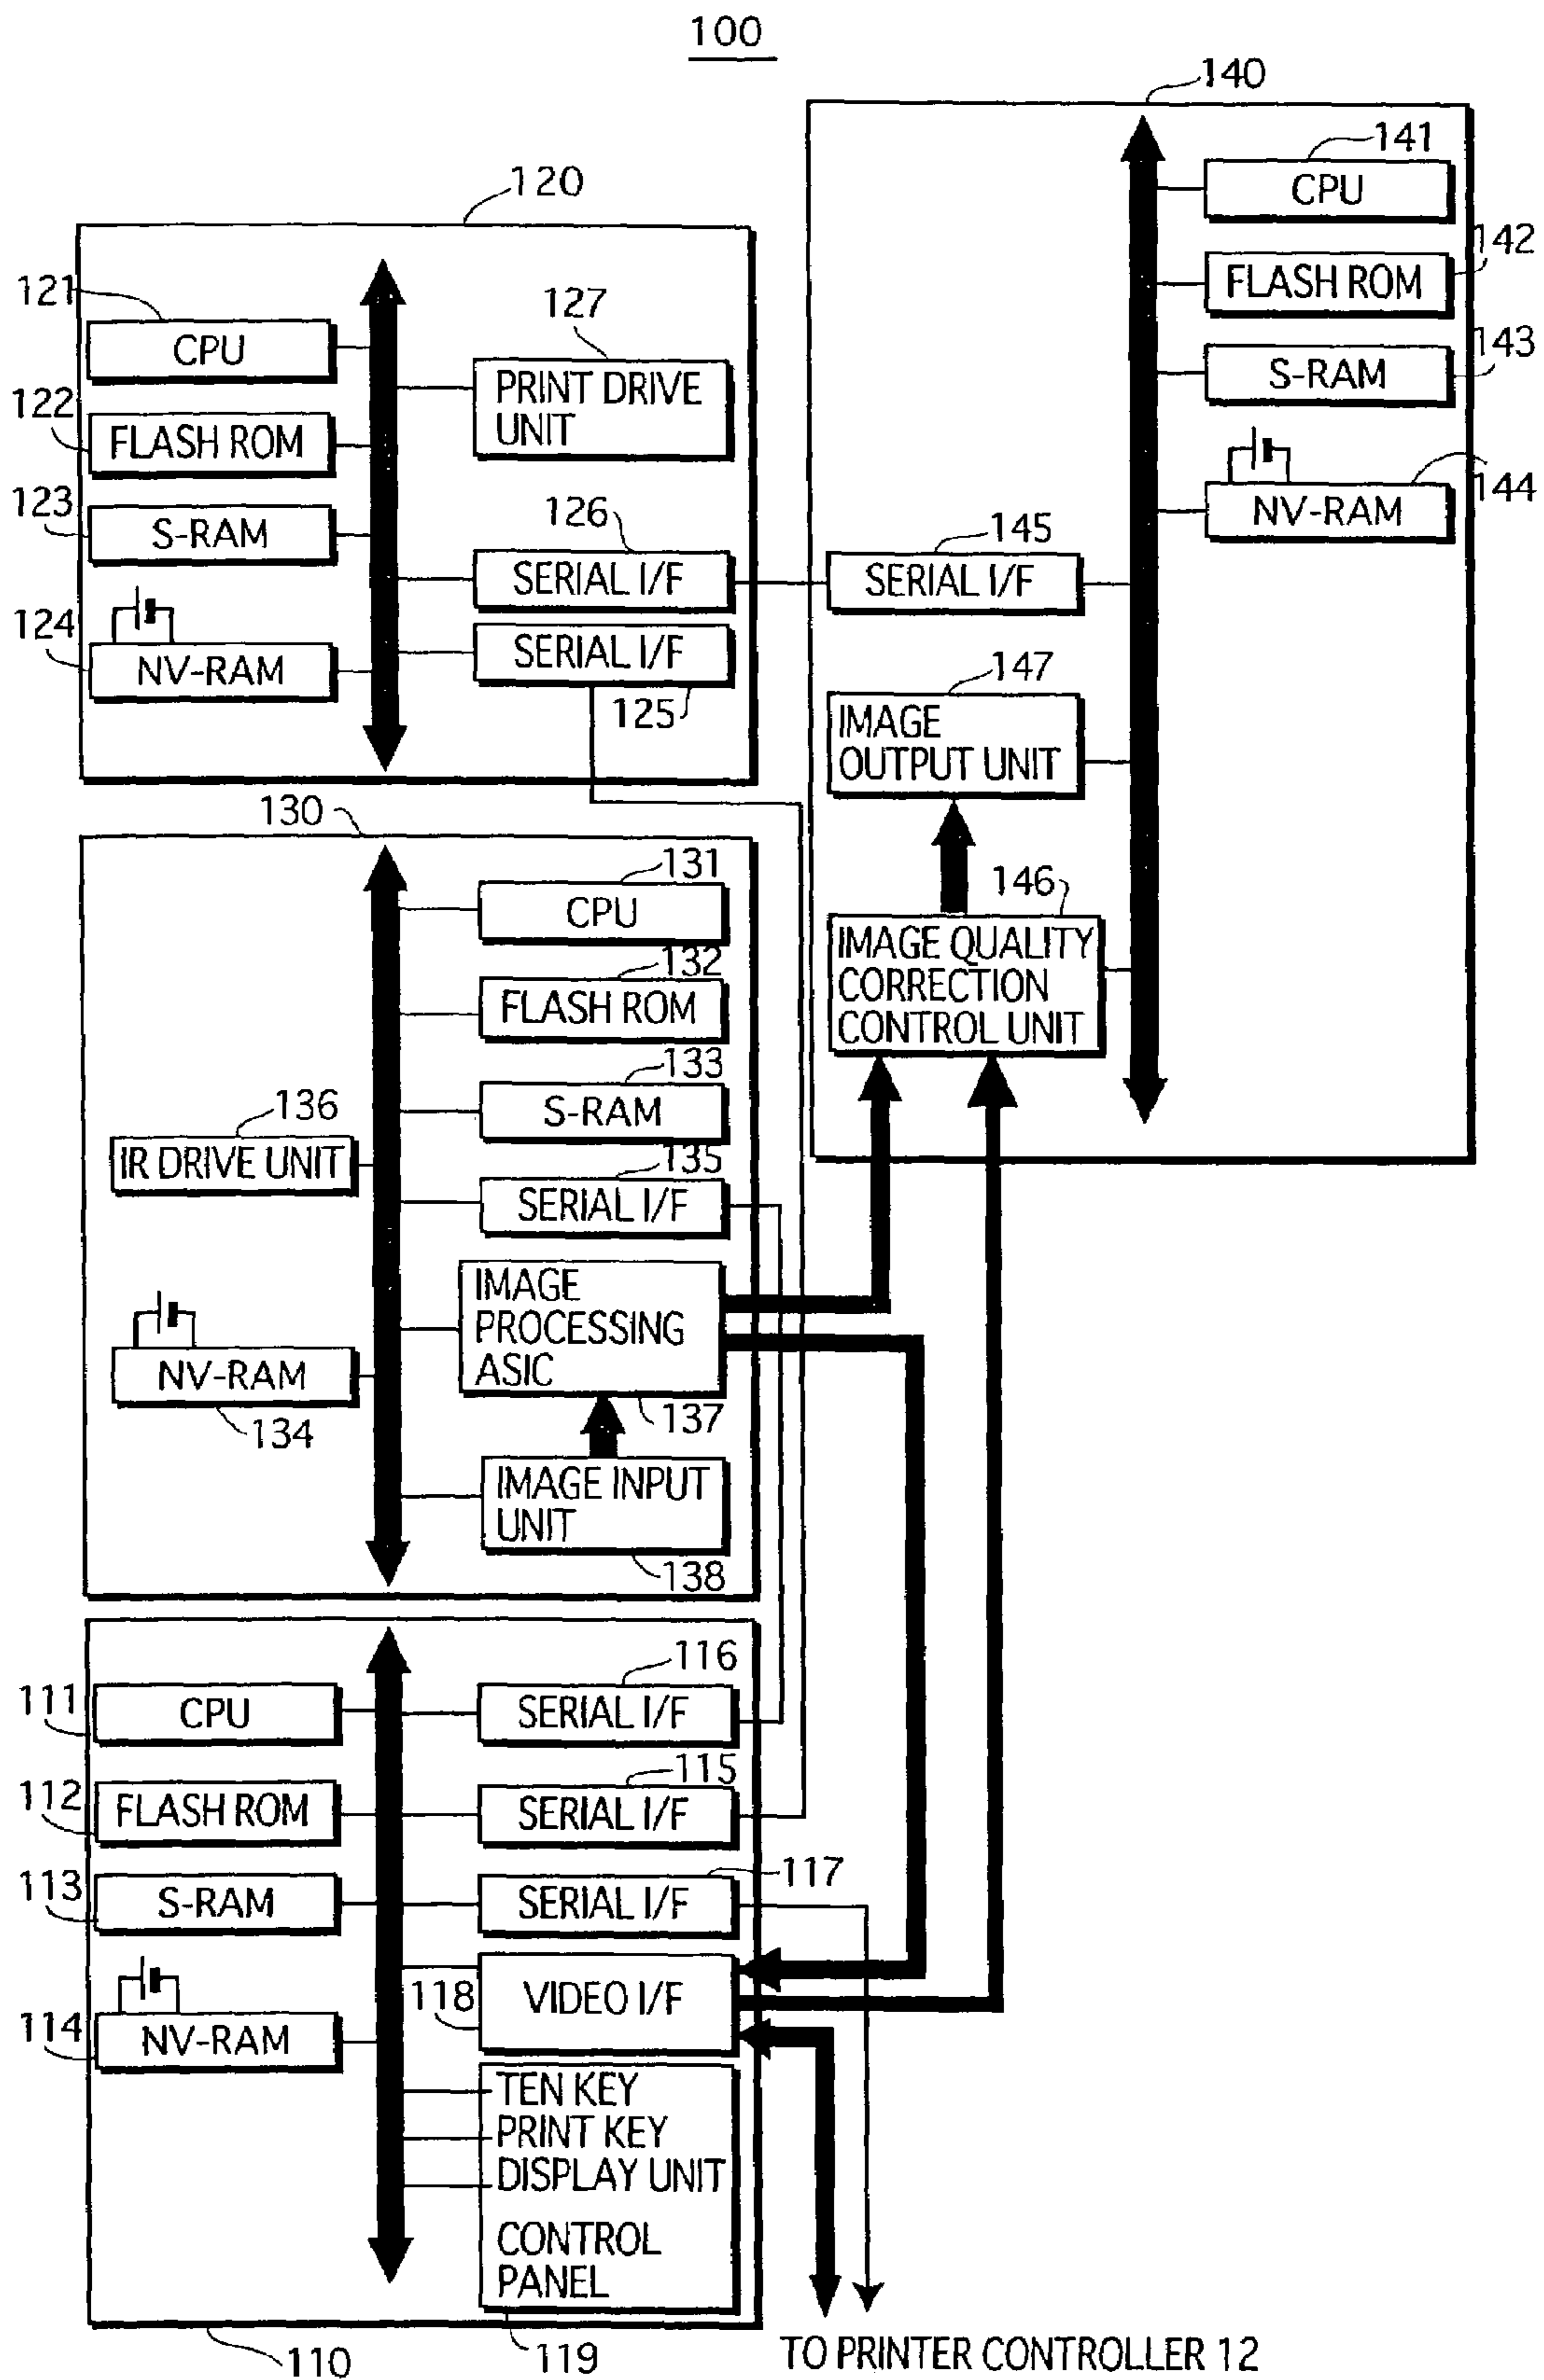 100
140
141
CPU
142
FLASH ROM
143
S-RAM
144
NV-RAM
145
SERIAL I/F
147
IMAGE
OUTPUT UNIT
146
IMAGE QUALITY
CORRECTION
CONTROL UNIT
120
121
CPU
122
FLASH ROM
123
S-RAM
124
NV-RAM
127
PRINT DRIVE
UNIT
126
SERIAL I/F
SERIAL I/F
125
130
131
CPU
132
FLASH ROM
133
S-RAM
136
IR DRIVE UNIT
135
SERIAL I/F
IMAGE
PROCESSING
ASIC
137
NV-RAM
134
IMAGE INPUT
UNIT
138
111
CPU
112
FLASH ROM
113
S-RAM
114
NV-RAM
116
SERIAL I/F
115
SERIAL I/F
117
SERIAL I/F
118
VIDEO I/F
TEN KEY
PRINT KEY
DISPLAY UNIT
CONTROL
PANEL
110
119
TO PRINTER CONTROLLER 12